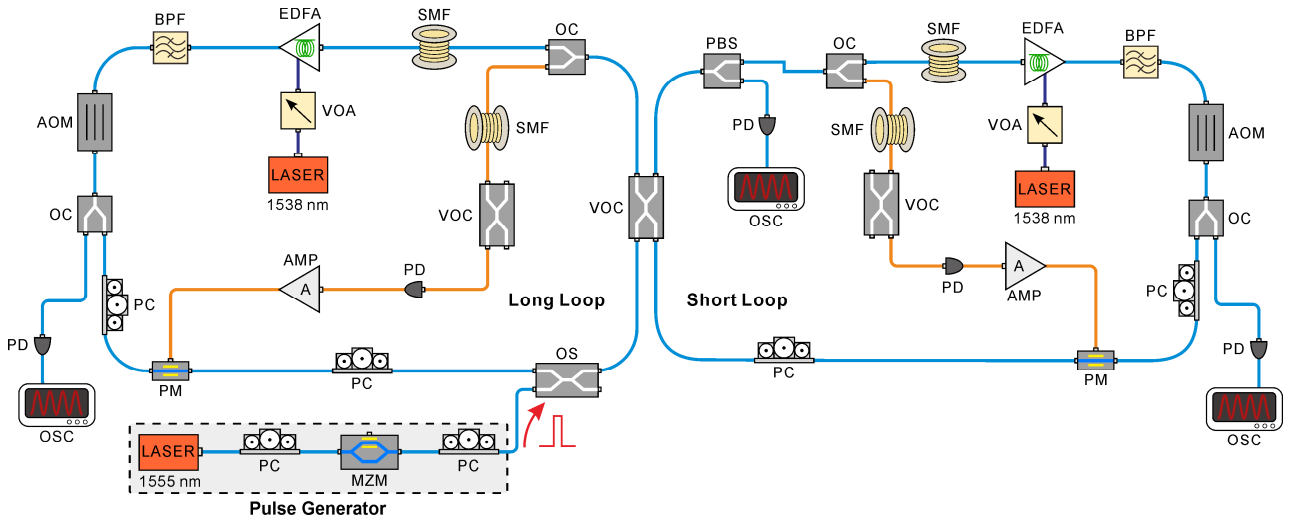 BPF
EDFA
SMF
OC
PBS
OC
SMF
EDFA
BPF
AOM
VOA
SMF
PD
SMF
VOA
AOM
LASER
1538 nm
OSC
LASER
1538 nm
OC
VOC
VOC
VOC
OC
AMP
PD
PD
AMP
A
A
PC
Long Loop
Short Loop
PC
PD
PM
PC
OS
PC
PM
PD
OSC
OSC
LASER
1555 nm
PC
MZM
PC
Pulse Generator